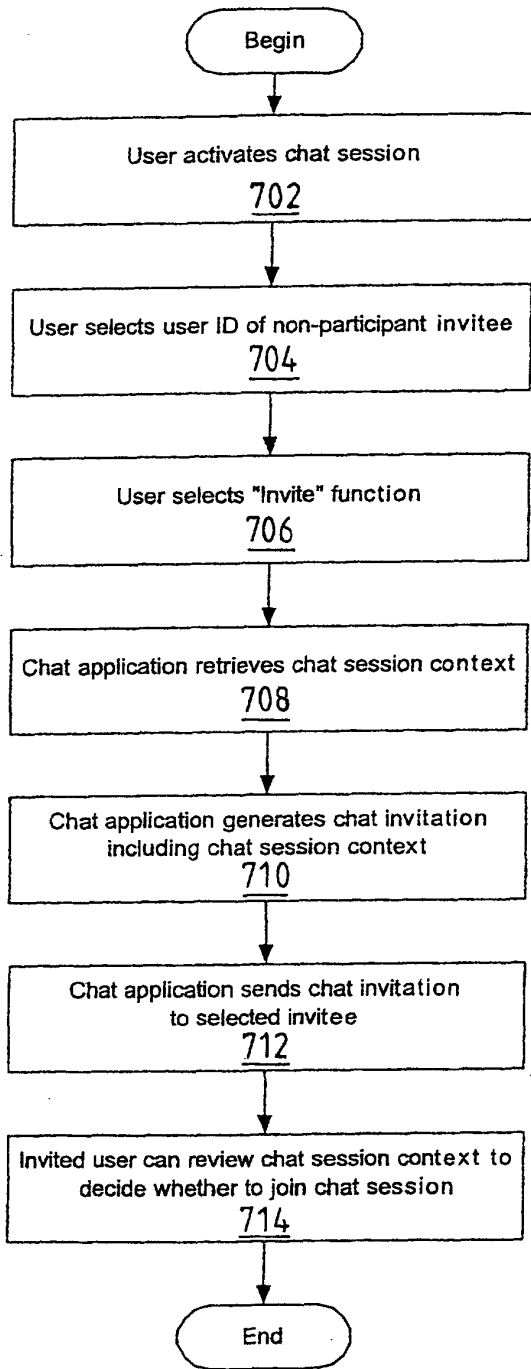 Begin
User activates chat session
702
User selects user ID of non-participant invitee
704
User selects "Invite" function
706
Chat application retrieves chat session context
708
Chat application generates chat invitation
including chat session context
710
Chat application sends chat invitation
to selected invitee
712
Invited user can review chat session context to
decide whether to join chat session
714
End